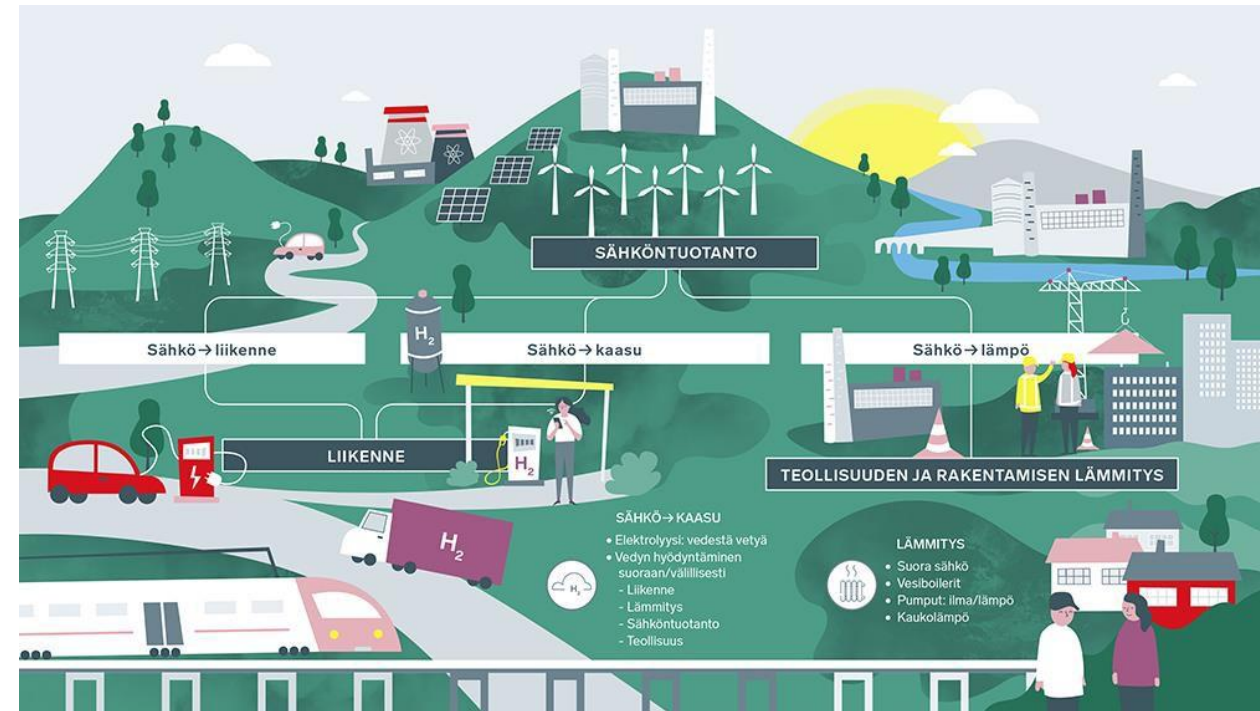 SÄHKÖNTUOTANTO
H2
Sähkö→liikenne
Sähkö→kaasu
Sähkö→lämpö
LIIKENNE
H2
TEOLLISUUDEN JA RAKENTAMISEN LÄMMITYS
H2
SÄHKÖ→KAASU
• Elektrolyysi: vedestä vetyä
• Vedyn hyödyntäminen
suoraan/välillisesti
- Liikenne
- Lämmitys
- Sähköntuotanto
- Teollisuus
H2
LÄMMITYS
• Suora sähkö
• Vesiboilerit
• Pumput: ilma/lämpö
• Kaukolämpö